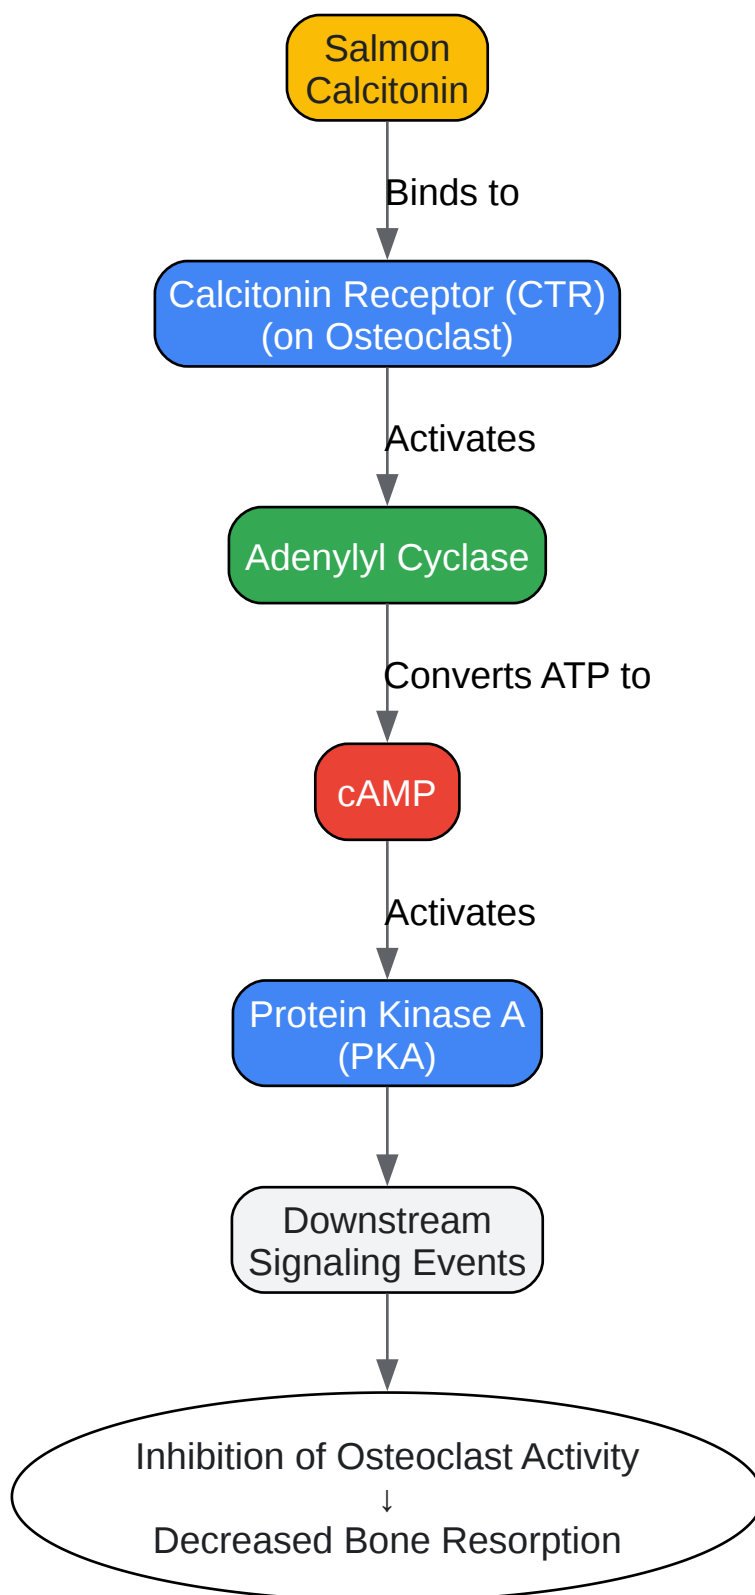 Salmon
Calcitonin
Binds to
Calcitonin Receptor (CTR)
(on Osteoclast)
Activates
Adenylyl Cyclase
Converts ATP to
cAMP
Activates
Protein Kinase A
(PKA)
Downstream
Signaling Events
Inhibition of Osteoclast Activity
↓
Decreased Bone Resorption